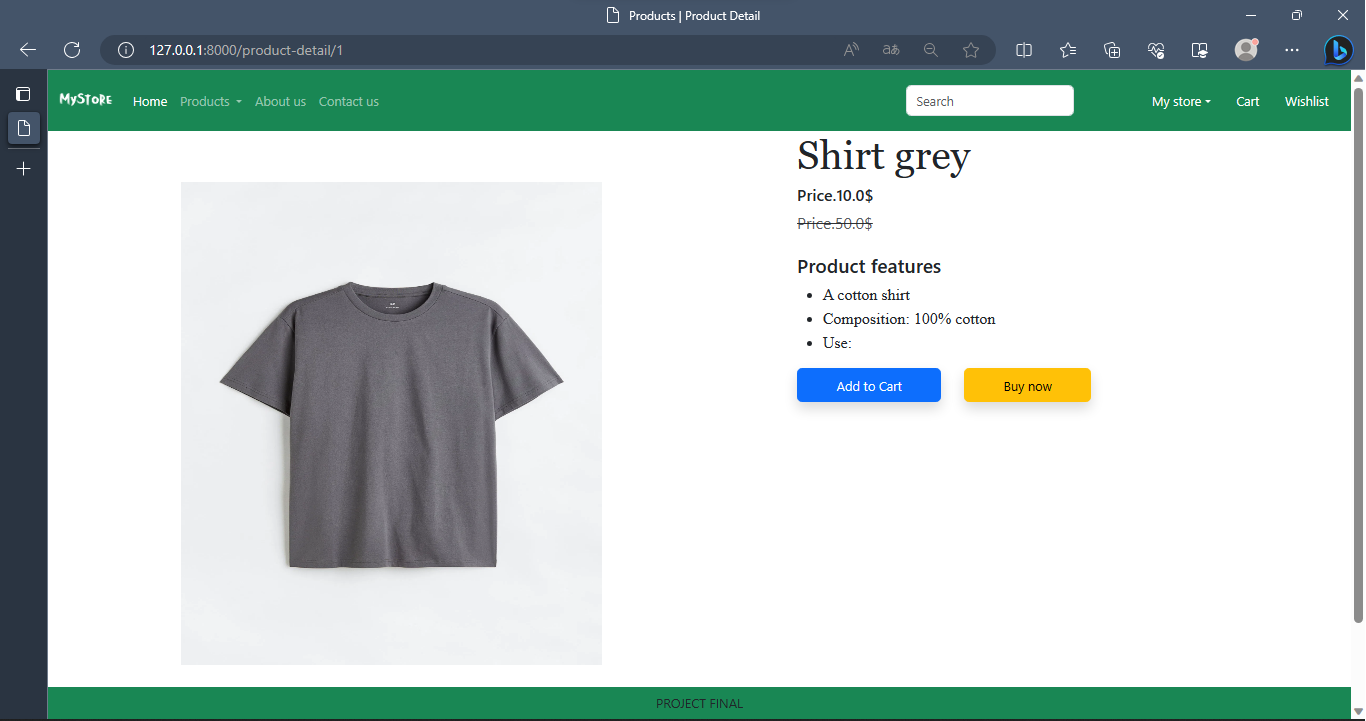 Products | Product Detail
127.0.0.1:8000/product-detail/1
MyStoRe Home Products About us Contact us Search My store Cart Wishlist
Shirt grey
Price.10.0$
Price.50.0$
Product features
A cotton shirt
Composition: 100% cotton
Use:
Add to Cart Buy now
PROJECT FINAL